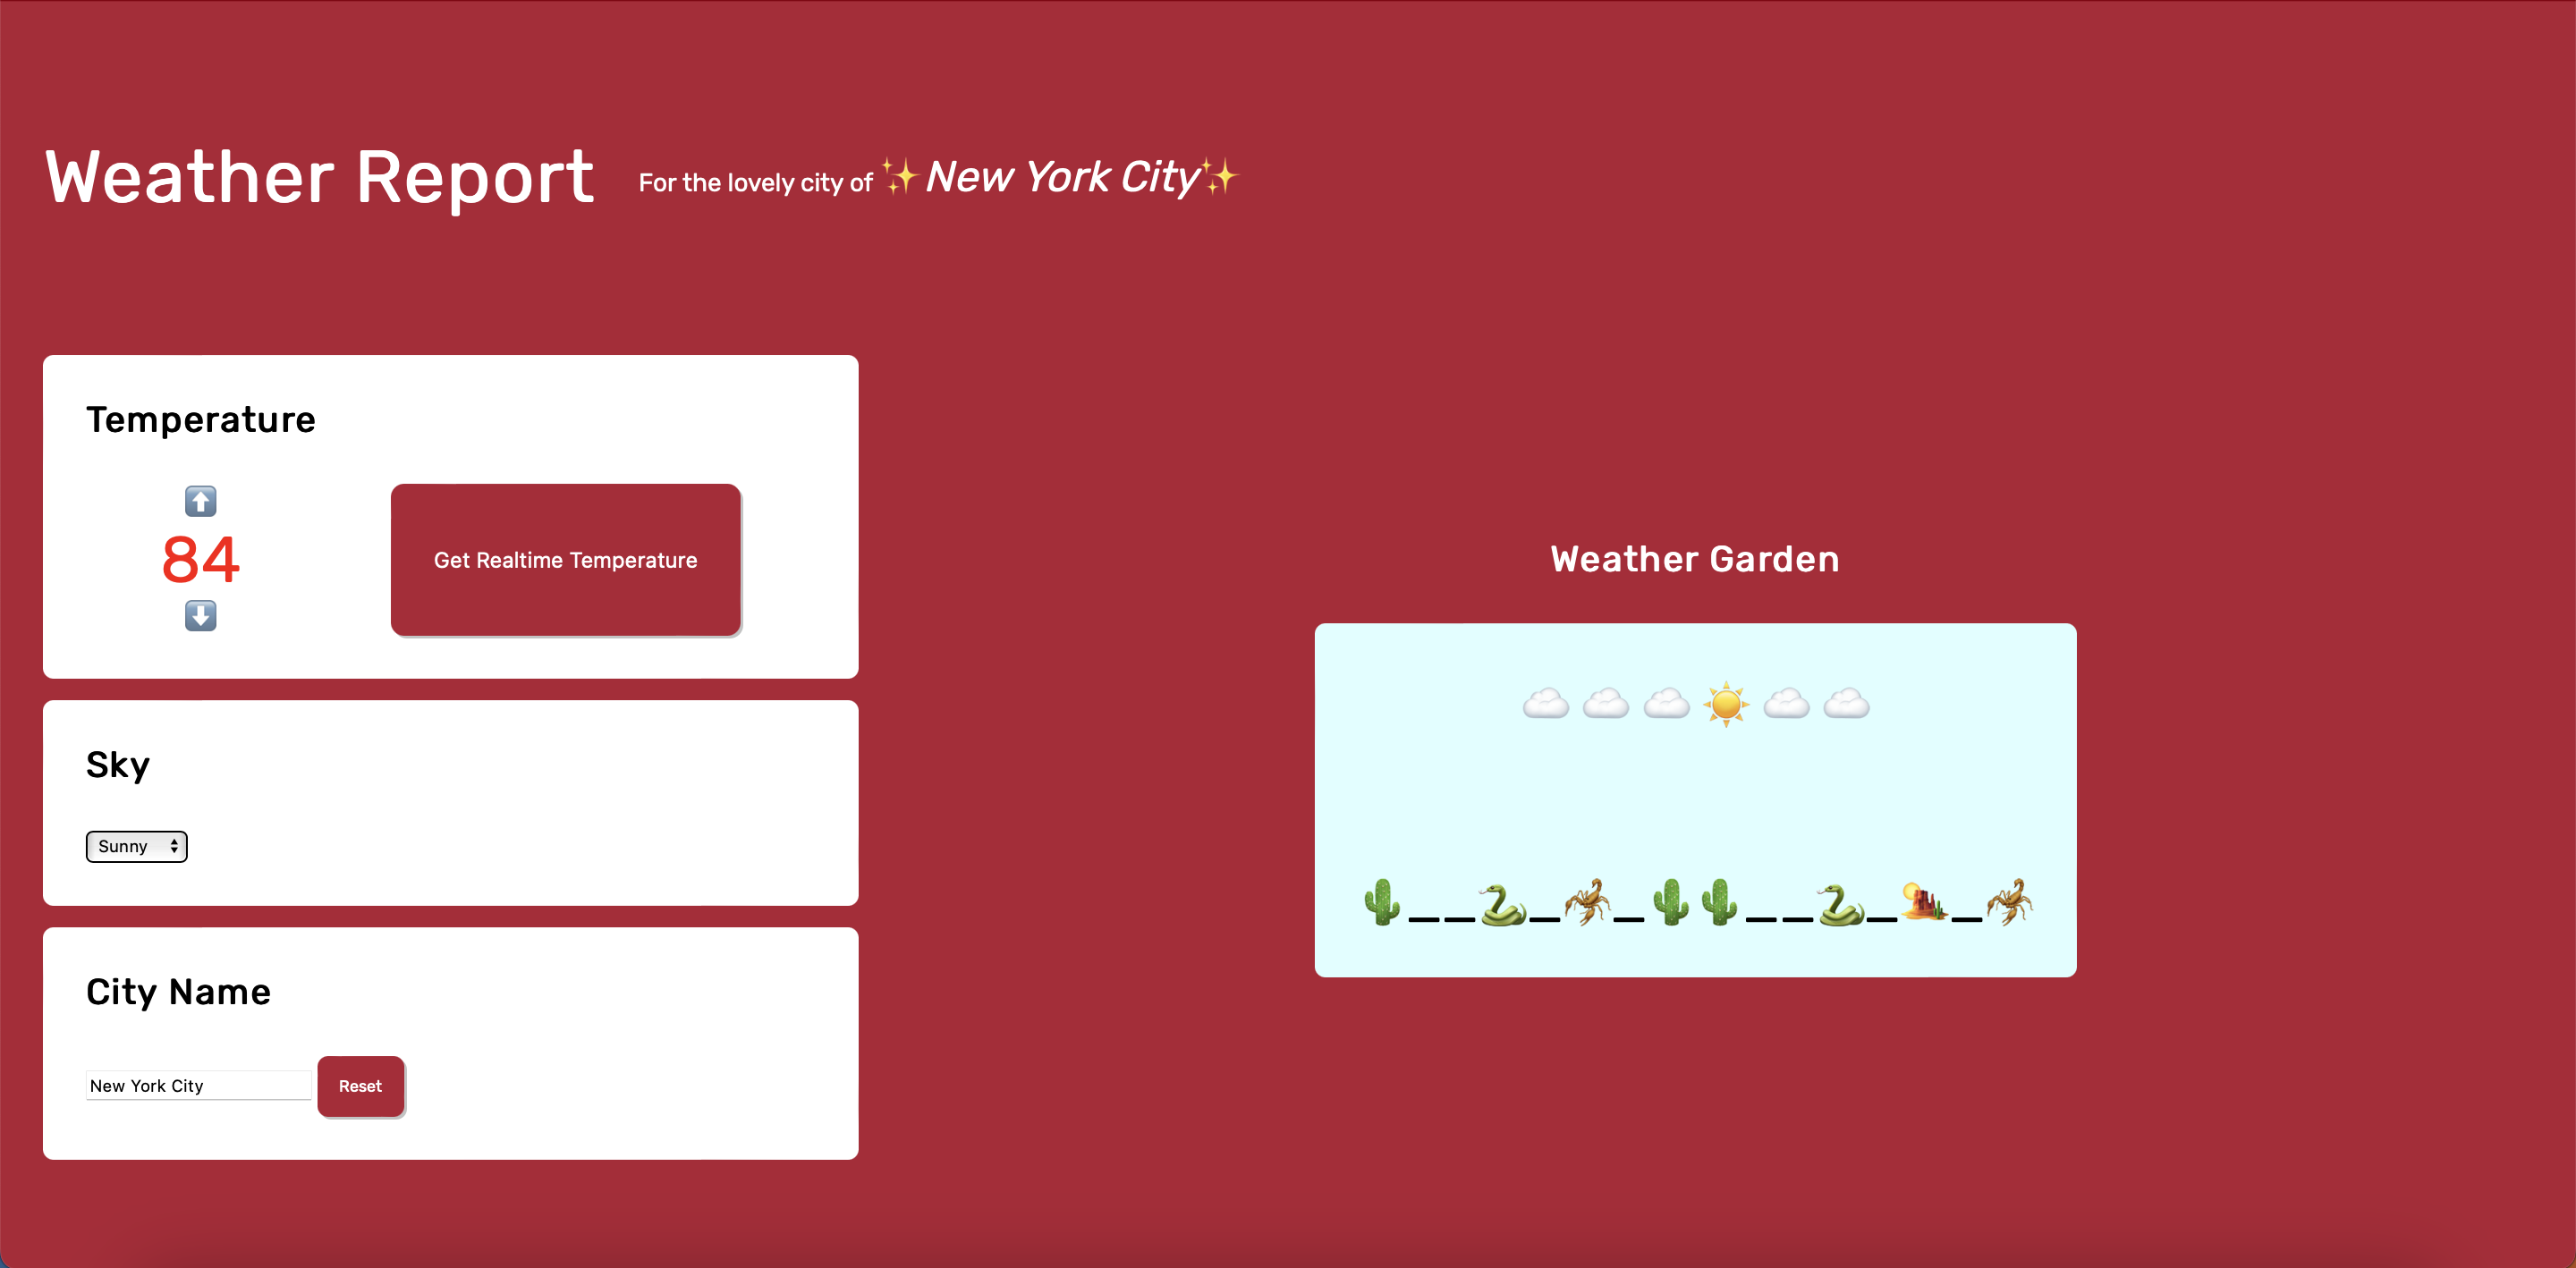 Weather Report
For the lovely city of ✨New York City✨
Temperature
⬆️
84
⬇️
Get Realtime Temperature
Sky
Sunny
City Name
New York City
Reset
Weather Garden
☁️ ☁️ ☁️ ☀️ ☁️ ☁️
🌵__🐍_🦂_🌵🌵__🐍_🏜_🦂